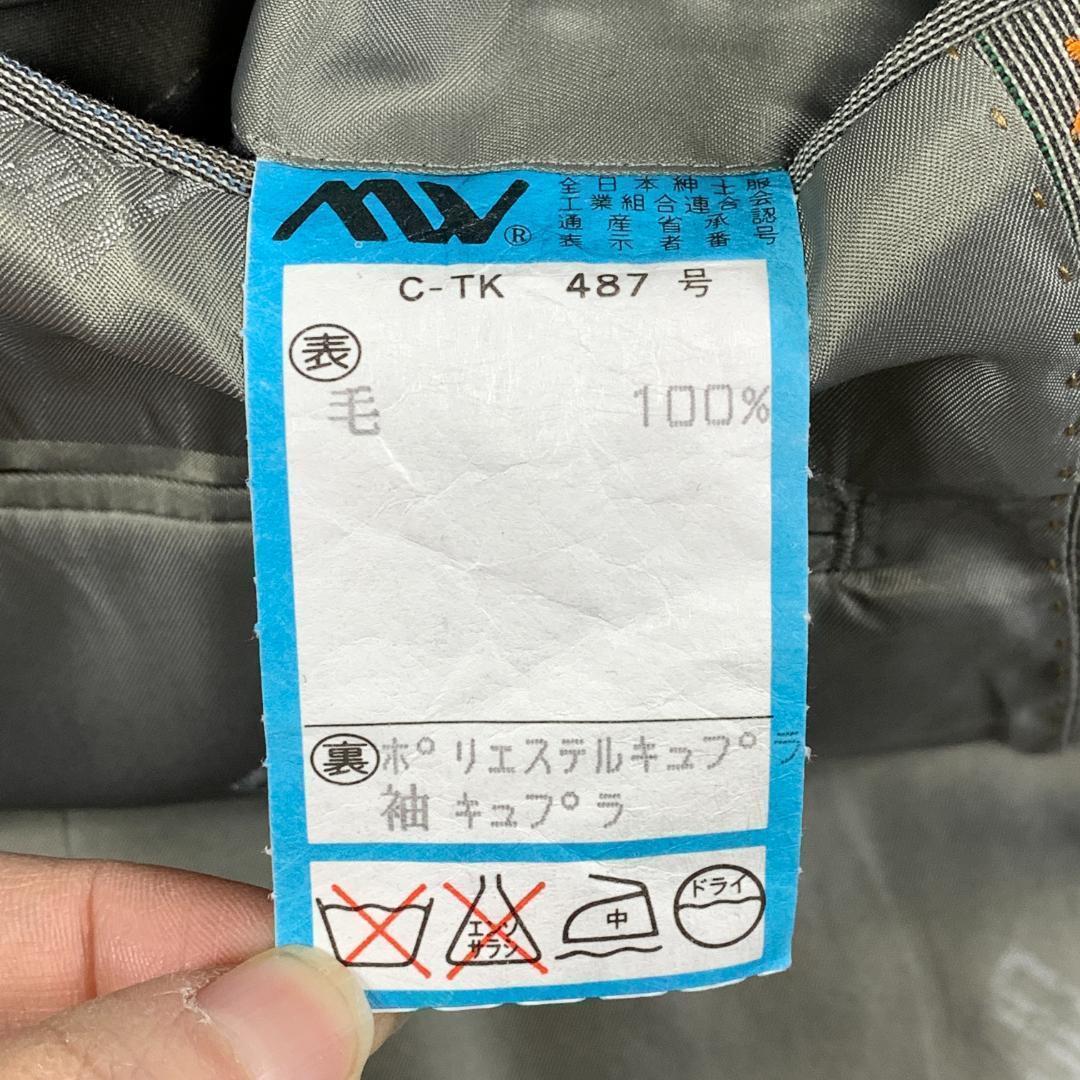 MW®
全日本紳士服
工業組合連合会
通産省承認
表示者番号
C-TK 487 号
表
毛 100%
裏 ポリエステルキュプラ
袖 キュプラ
エンソ
サラシ
中
ドライ